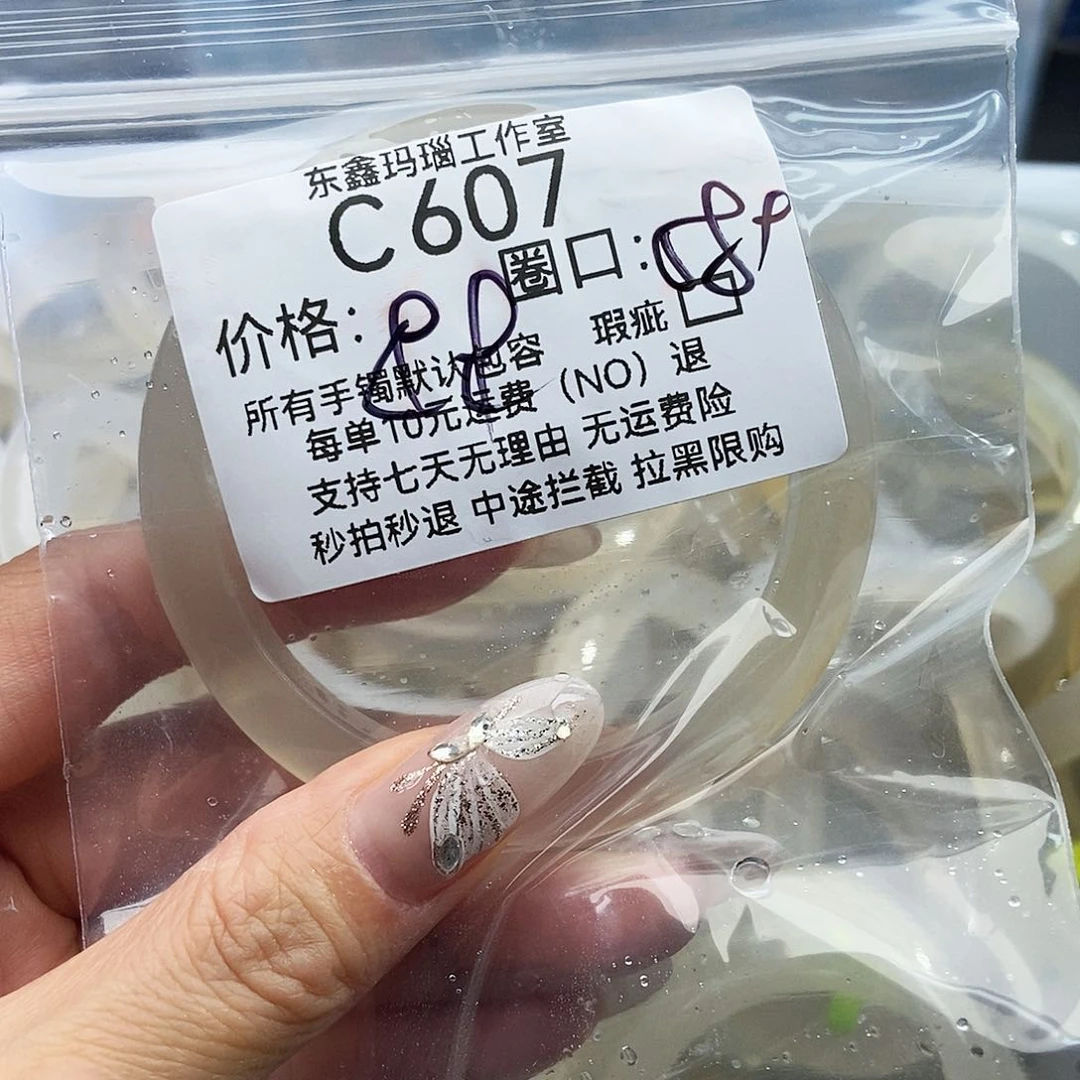 东鑫玛瑙工作室
C607
圈口:58+
价格:
瑕疵
所有手镯默认包容
每单10元运费（NO）退
支持七天无理由 无运费险
秒拍秒退 中途拦截 拉黑限购